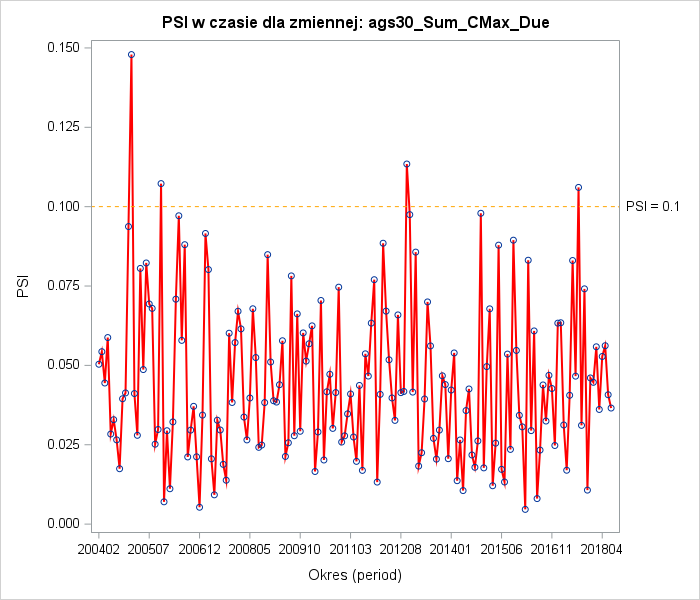 PSI w czasie dla zmiennej: ags30_Sum_CMax_Due
0.150
0.125
0.100
0.075
0.050
0.025
0.000
PSI
PSI = 0.1
200402 200507 200612 200805 200910 201103 201208 201401 201506 201611 201804
Okres (period)